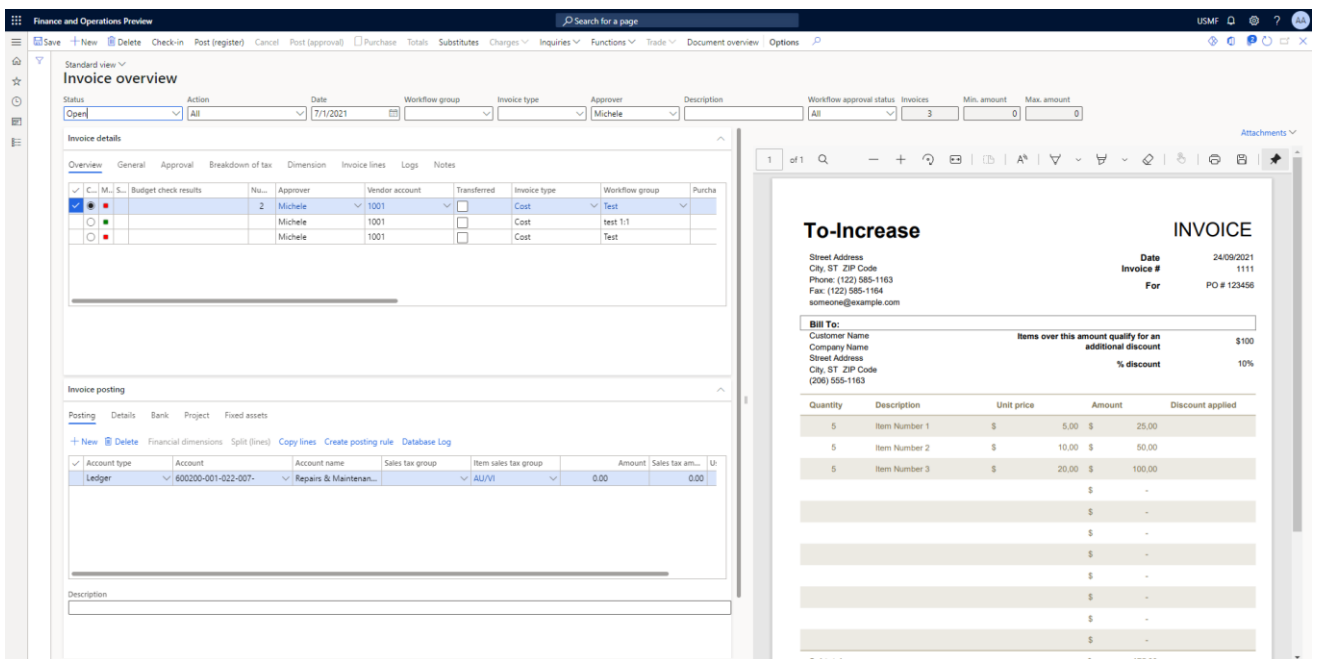 Finance and Operations Preview
Search for a page
USMF
?
AA
Save New Delete Check-in Post (register) Cancel Post (approval) Purchase Totals Substitutes Charges Inquiries Functions Trade Document overview Options
Standard view
Invoice overview
Status Action Date Workflow group Invoice type Approver Description Workflow approval status Invoices Min. amount Max. amount
Open All 7/1/2021 Michele All 3 0 0
Attachments
Invoice details
Overview General Approval Breakdown of tax Dimension Invoice lines Logs Notes
C... M... S... Budget check results Nu... Approver Vendor account Transferred Invoice type Workflow group Purcha
2 Michele 1001 Cost Test
Michele 1001 Cost test 1:1
Michele 1001 Cost Test
Invoice posting
Posting Details Bank Project Fixed assets
New Delete Financial dimensions Split (lines) Copy lines Create posting rule Database Log
Account type Account Account name Sales tax group Item sales tax group Amount Sales tax am...
Ledger 600200-001-022-007- Repairs & Maintenan... AU/VI 0.00 0.00
Description
1 of 1
To-Increase INVOICE
Street Address
City, ST ZIP Code
Phone: (122) 585-1163
Fax: (122) 585-1164
someone@example.com
Date 24/09/2021
Invoice # 1111
For PO # 123456
Bill To:
Customer Name
Company Name
Street Address
City, ST ZIP Code
(206) 555-1163
Items over this amount qualify for an
additional discount $100
% discount 10%
Quantity Description Unit price Amount Discount applied
5 Item Number 1 $ 5,00 $ 25,00
5 Item Number 2 $ 10,00 $ 50,00
5 Item Number 3 $ 20,00 $ 100,00
$ -
$ -
$ -
$ -
$ -
$ -
$ -
$ -